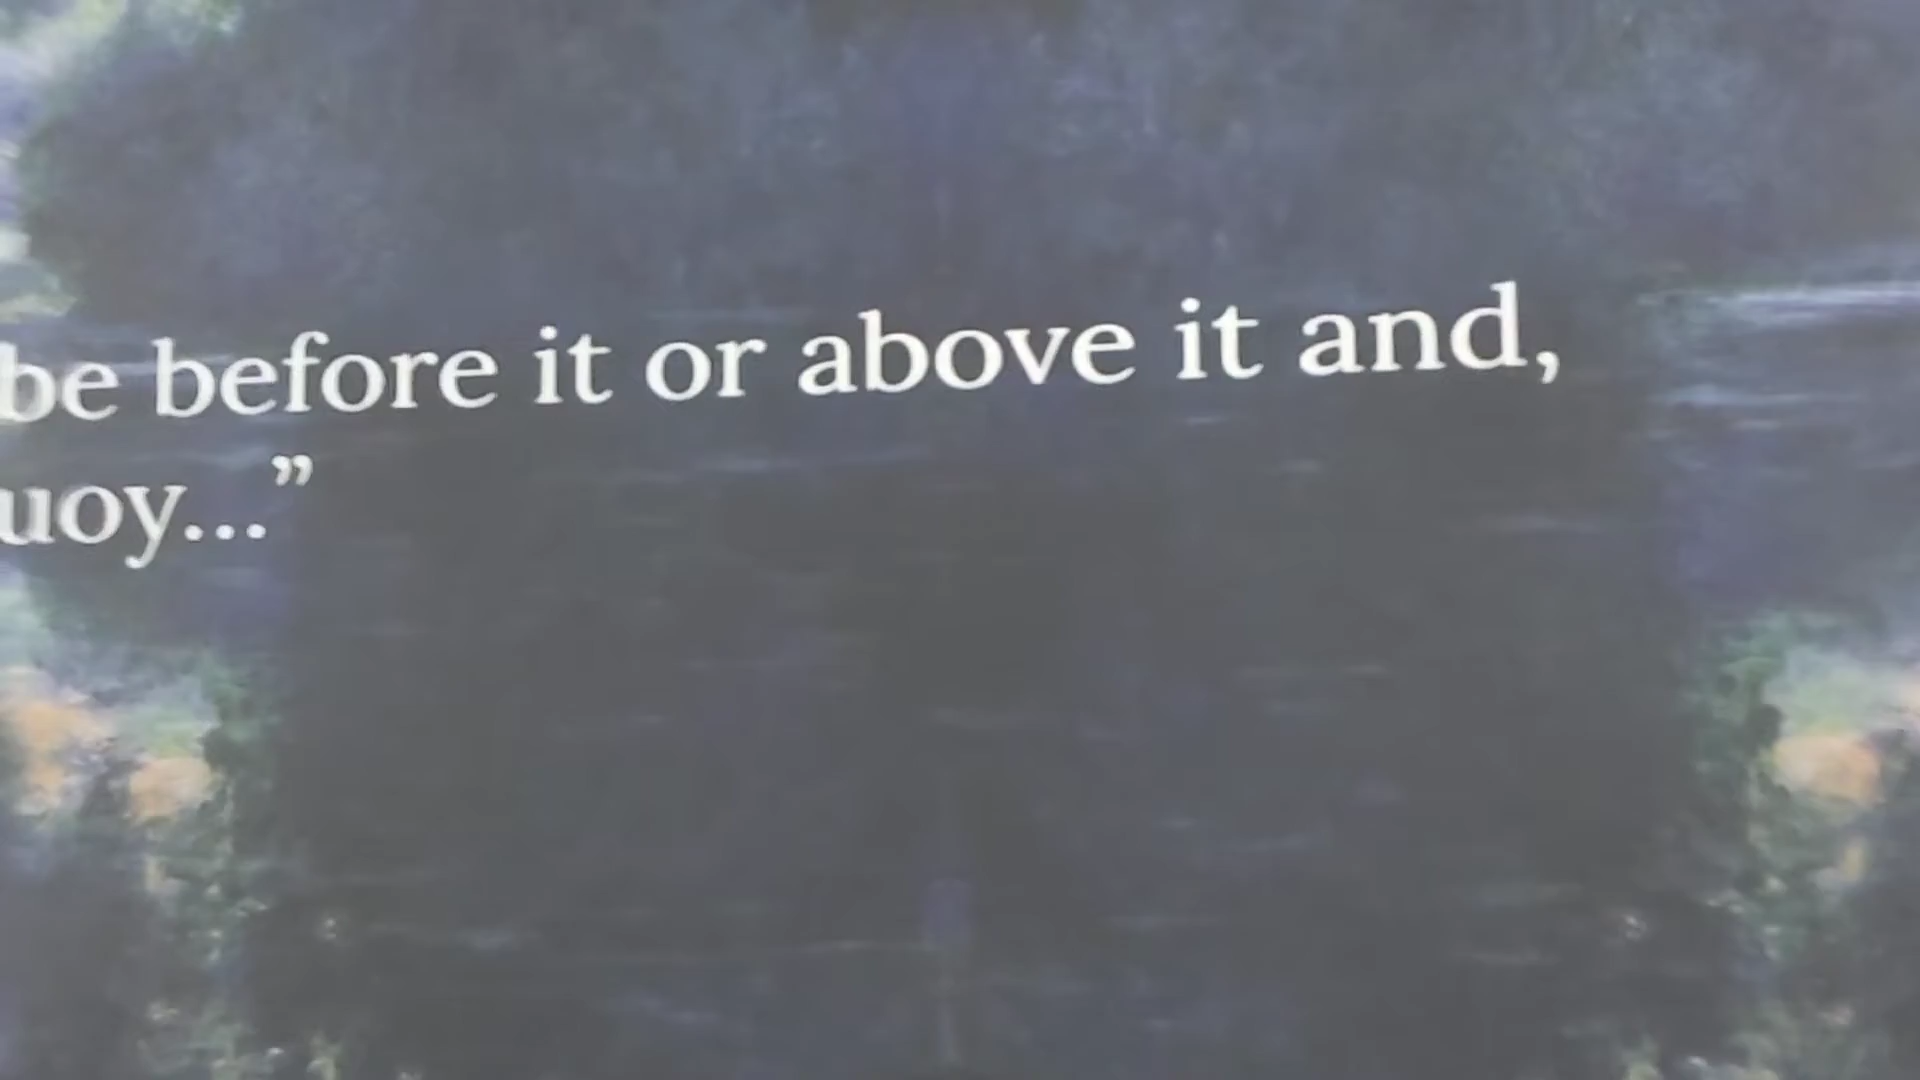 be before it or above it and,
uoy...”